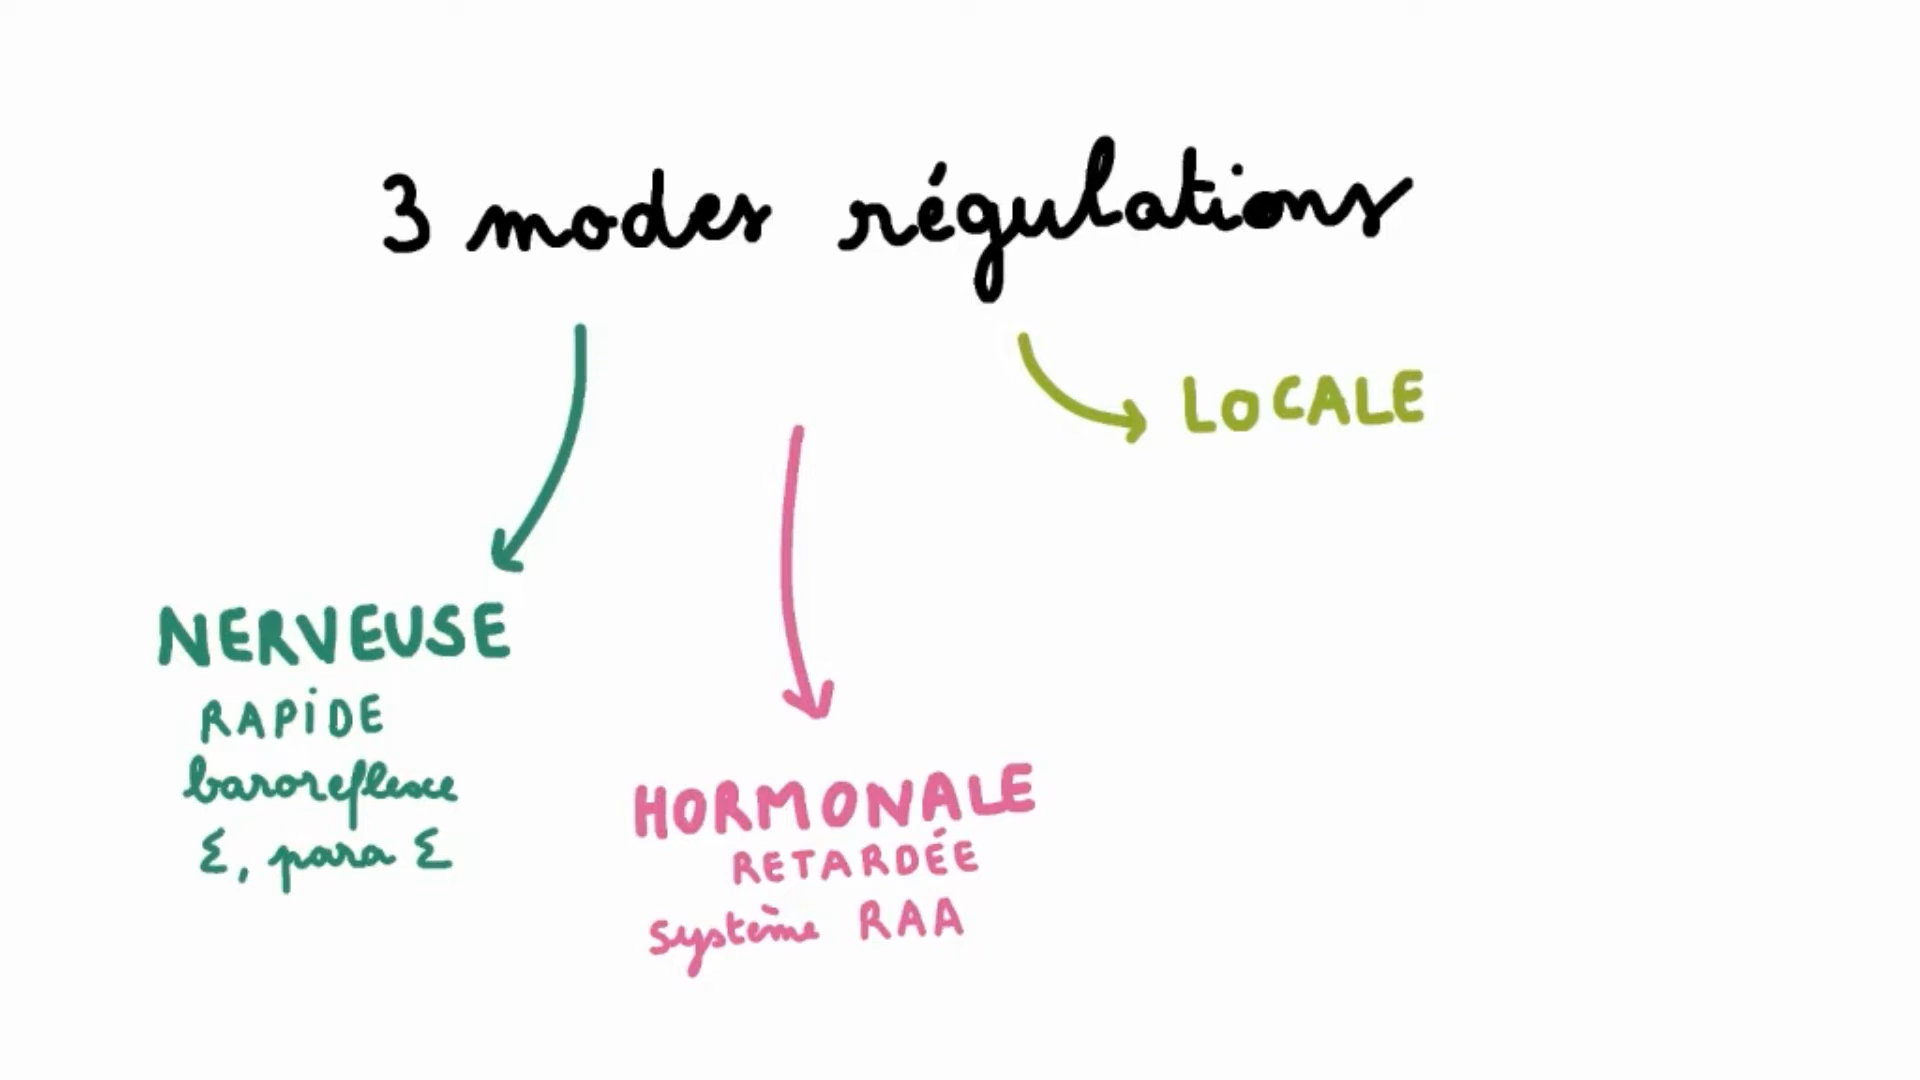 3 modes régulations
LOCALE
NERVEUSE
RAPIDE
baroreflexe
Σ, para Σ
HORMONALE
RETARDÉE
système RAA